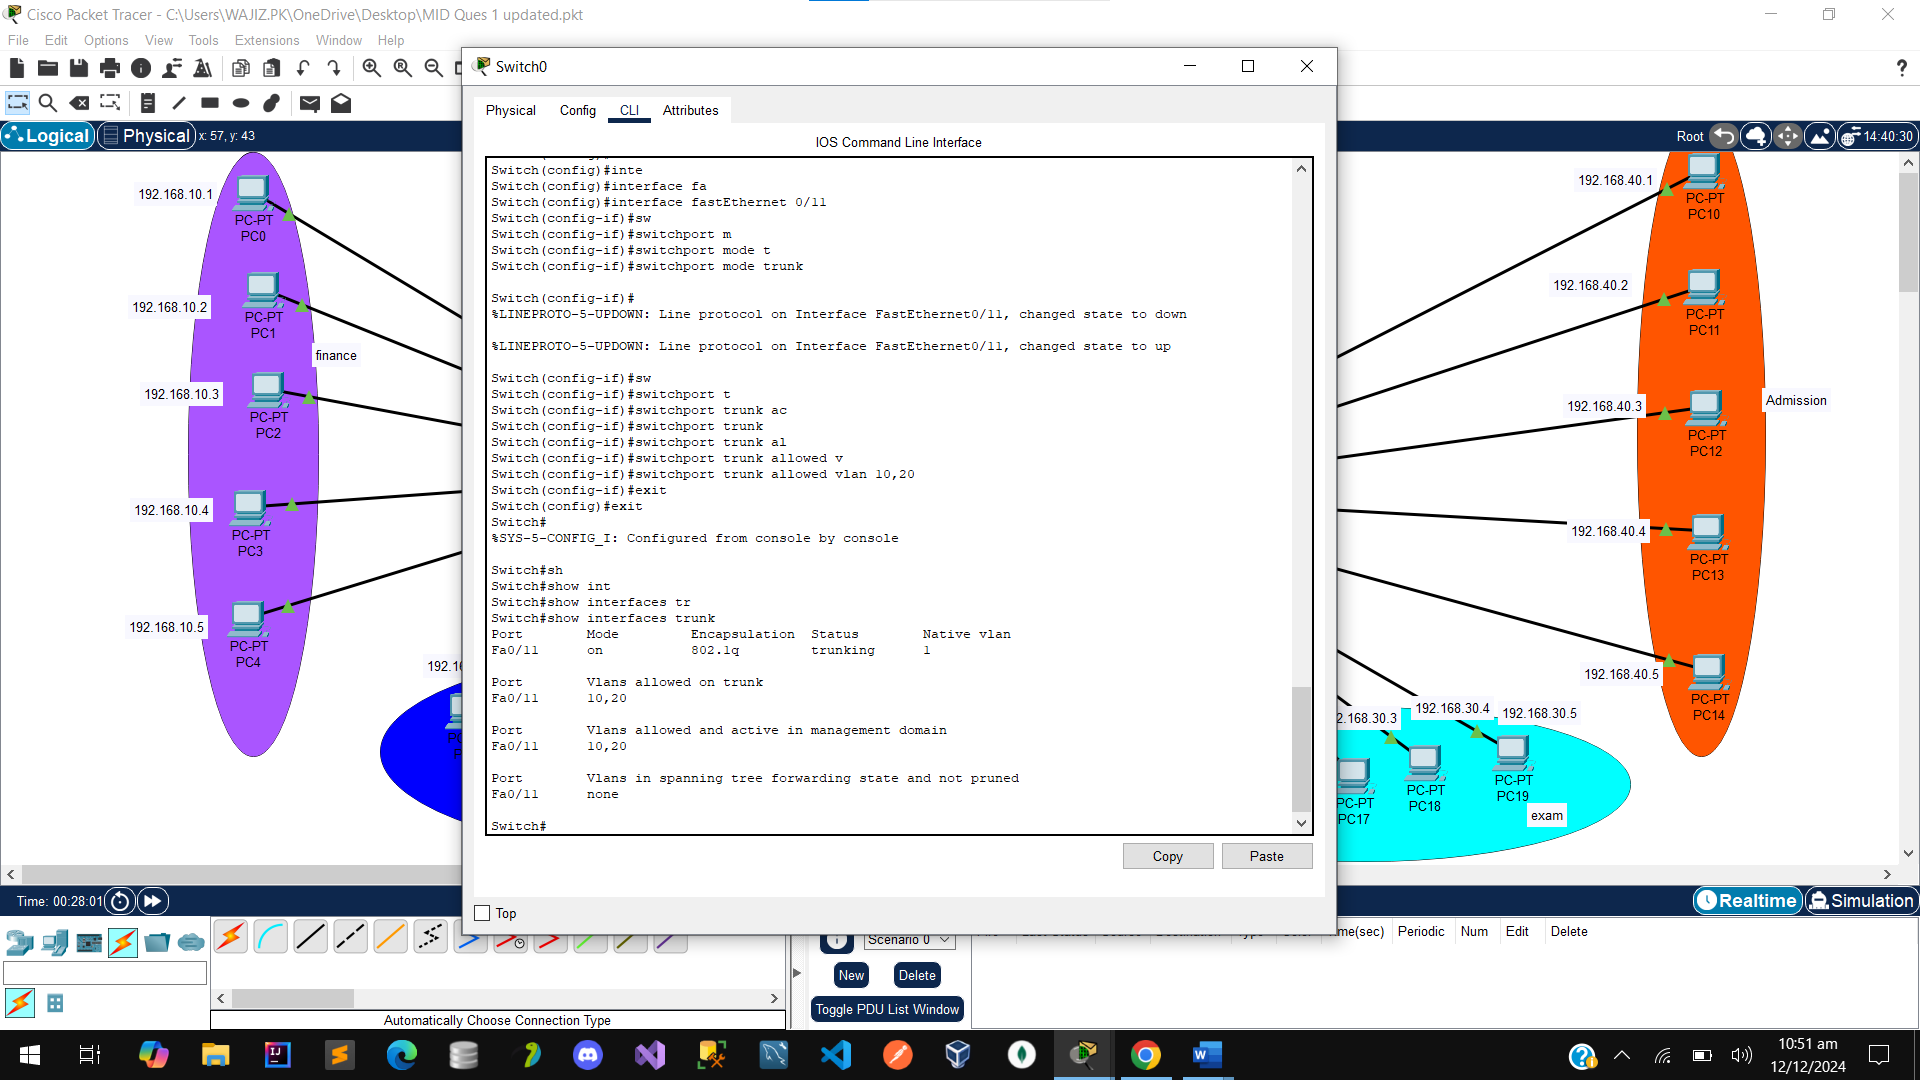 Cisco Packet Tracer - C:\Users\WAJIZ.PK\OneDrive\Desktop\MID Ques 1 updated.pkt
File Edit Options View Tools Extensions Window Help
Logical Physical x: 57, y: 43
Root 14:40:30
Switch0
Physical Config CLI Attributes
IOS Command Line Interface
Switch(config)#inte
Switch(config)#interface fa
Switch(config)#interface fastEthernet 0/11
Switch(config-if)#sw
Switch(config-if)#switchport m
Switch(config-if)#switchport mode t
Switch(config-if)#switchport mode trunk
Switch(config-if)#
%LINEPROTO-5-UPDOWN: Line protocol on Interface FastEthernet0/11, changed state to down
%LINEPROTO-5-UPDOWN: Line protocol on Interface FastEthernet0/11, changed state to up
Switch(config-if)#sw
Switch(config-if)#switchport t
Switch(config-if)#switchport trunk ac
Switch(config-if)#switchport trunk
Switch(config-if)#switchport trunk al
Switch(config-if)#switchport trunk allowed v
Switch(config-if)#switchport trunk allowed vlan 10,20
Switch(config-if)#exit
Switch(config)#exit
Switch#
%SYS-5-CONFIG_I: Configured from console by console
Switch#sh
Switch#show int
Switch#show interfaces tr
Switch#show interfaces trunk
Port Mode Encapsulation Status Native vlan
Fa0/11 on 802.1q trunking 1
Port Vlans allowed on trunk
Fa0/11 10,20
Port Vlans allowed and active in management domain
Fa0/11 10,20
Port Vlans in spanning tree forwarding state and not pruned
Fa0/11 none
Switch#
Copy Paste
Top
192.168.10.1
PC-PT
PC0
192.168.10.2
PC-PT
PC1
finance
192.168.10.3
PC-PT
PC2
192.168.10.4
PC-PT
PC3
192.168.10.5
PC-PT
PC4
192.168.40.1
PC-PT
PC10
192.168.40.2
PC-PT
PC11
192.168.40.3
PC-PT
PC12
Admission
192.168.40.4
PC-PT
PC13
192.168.40.5
PC-PT
PC14
192.168.30.4
192.168.30.5
PC-PT
PC17
PC-PT
PC18
PC-PT
PC19
exam
Time: 00:28:01
Realtime Simulation
Scenario 0
New Delete
Toggle PDU List Window
Periodic Num Edit Delete
Automatically Choose Connection Type
10:51 am
12/12/2024